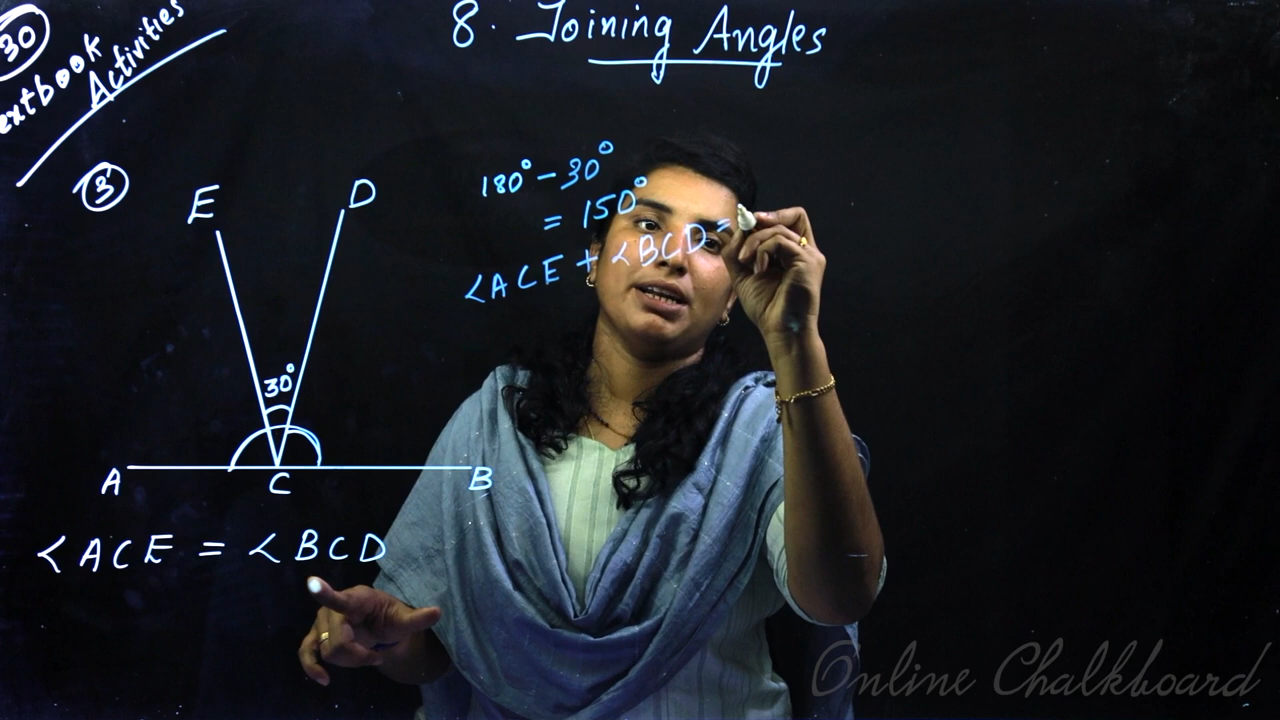 30
extbook
Activities
8. Joining Angles
3
E
D
30°
A
C
B
180° - 30°
= 150°
<ACE + <BCD =
<ACE = <BCD
Online Chalkboard